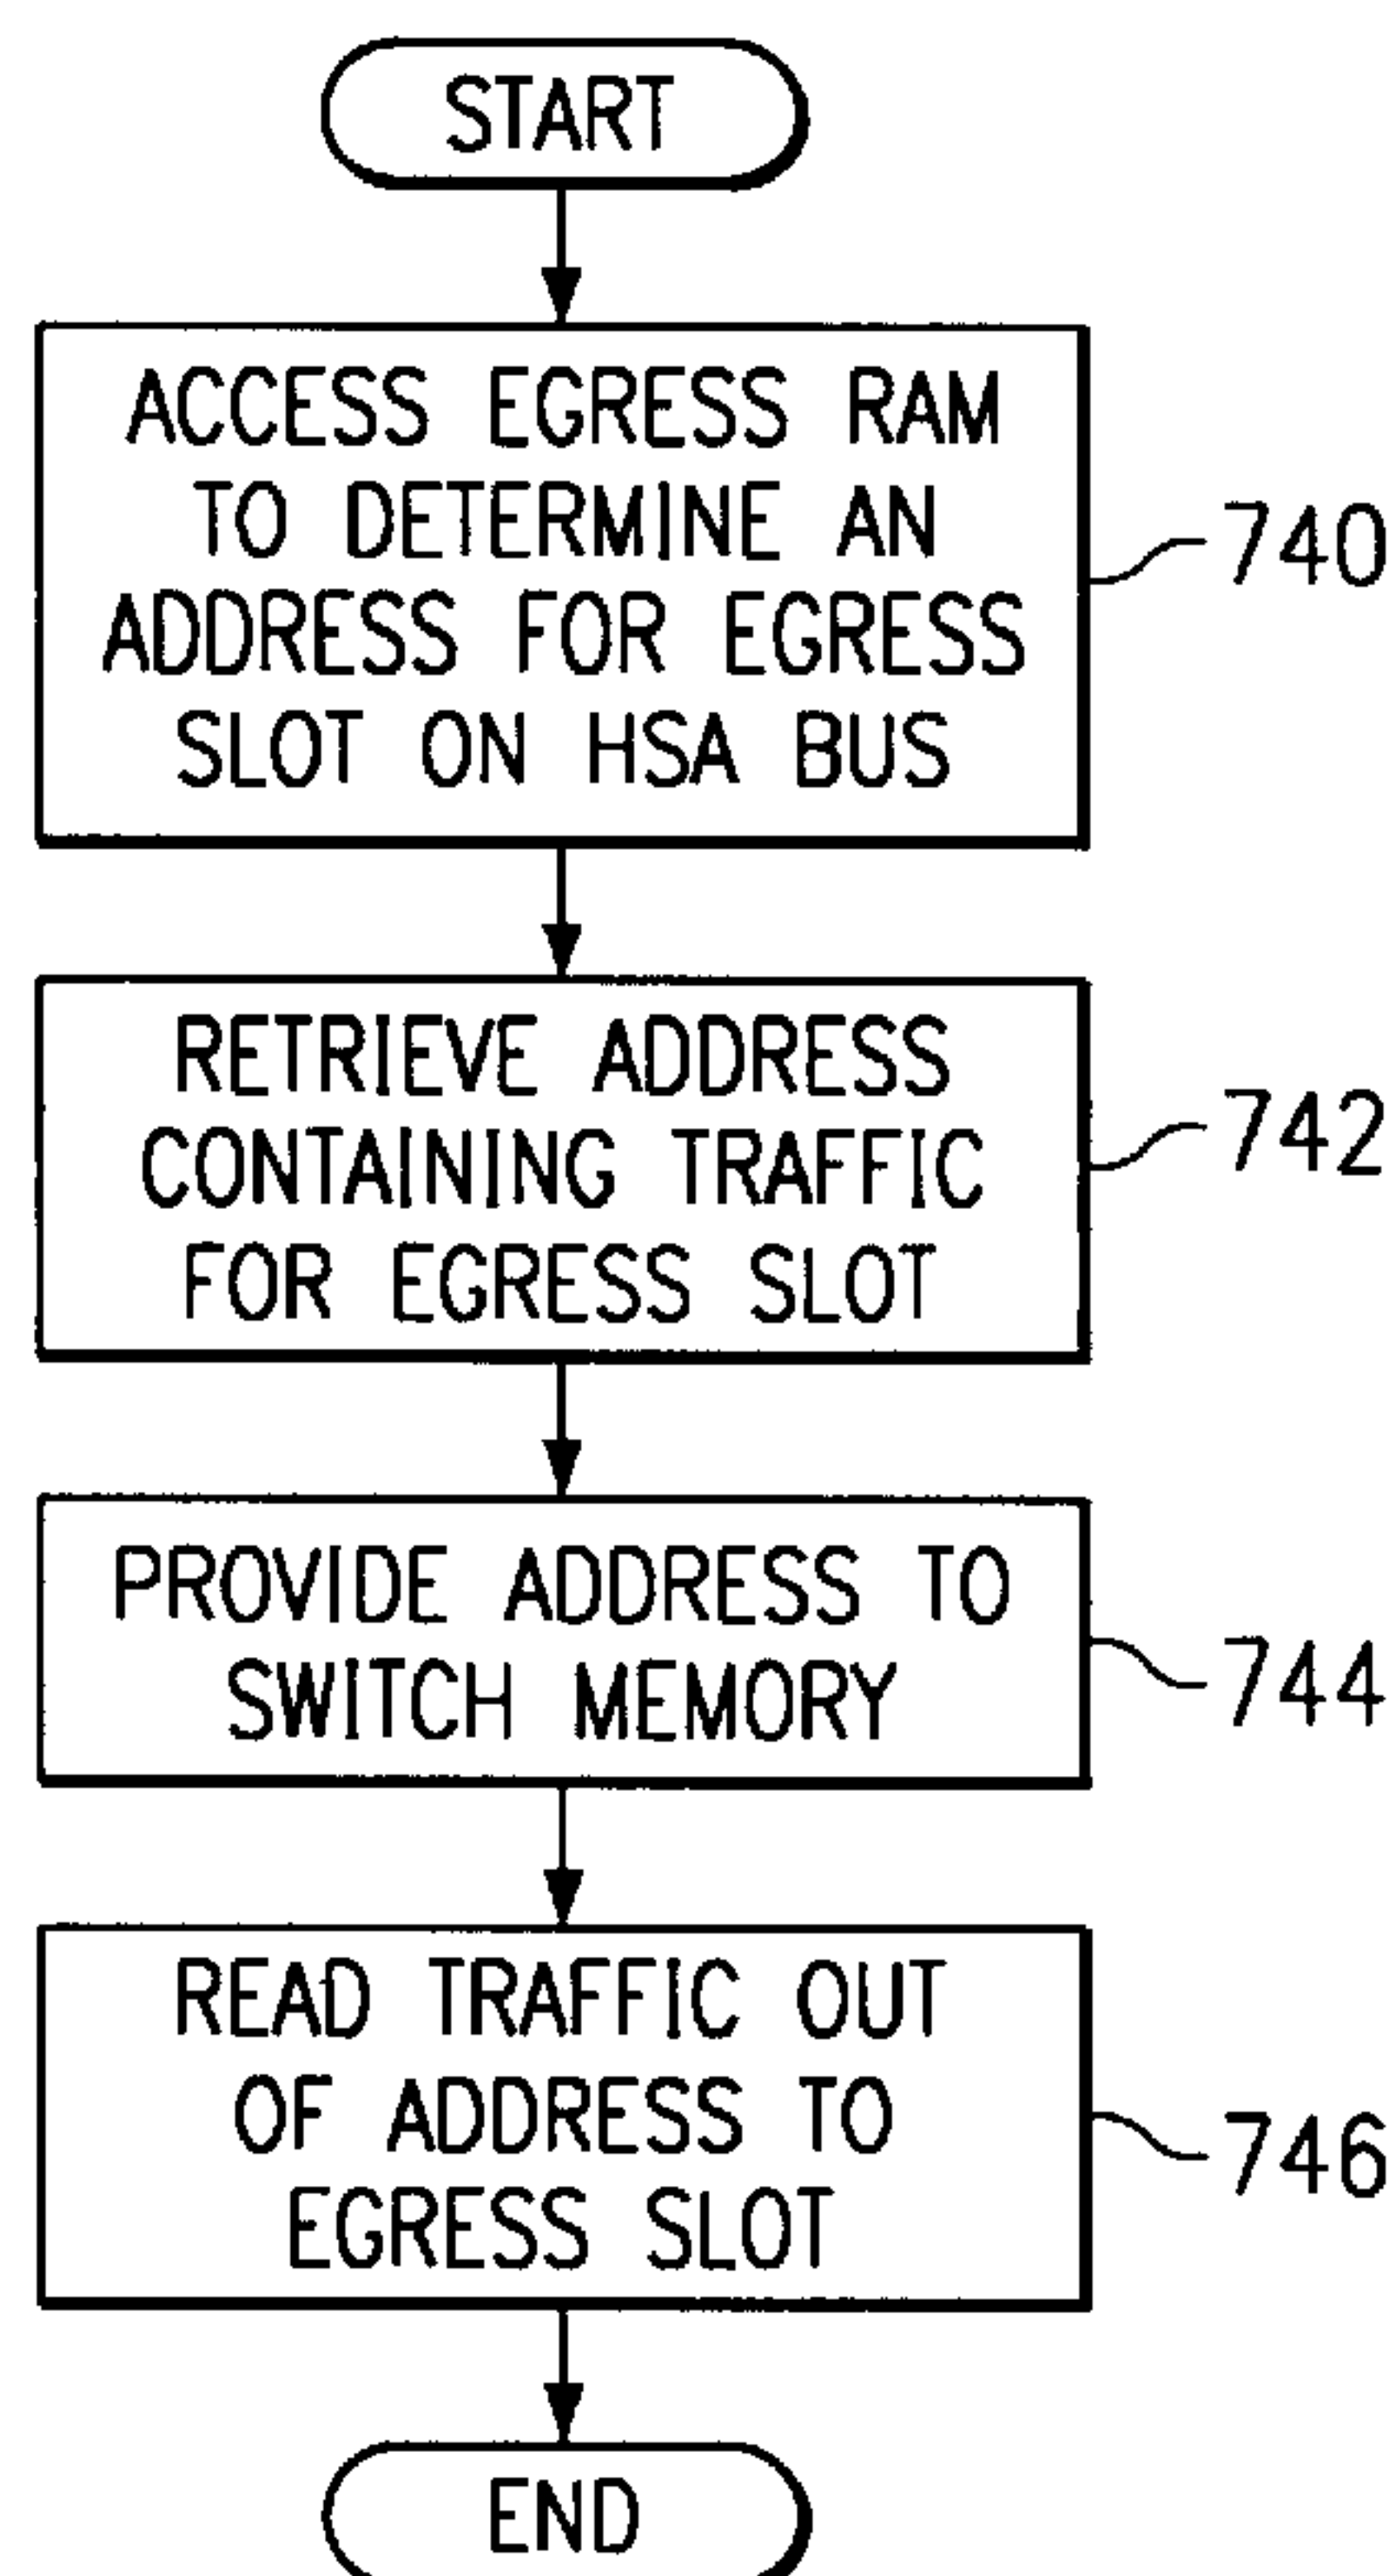 START
ACCESS EGRESS RAM
TO DETERMINE AN
ADDRESS FOR EGRESS
SLOT ON HSA BUS
740
RETRIEVE ADDRESS
CONTAINING TRAFFIC
FOR EGRESS SLOT
742
PROVIDE ADDRESS TO
SWITCH MEMORY
744
READ TRAFFIC OUT
OF ADDRESS TO
EGRESS SLOT
746
END